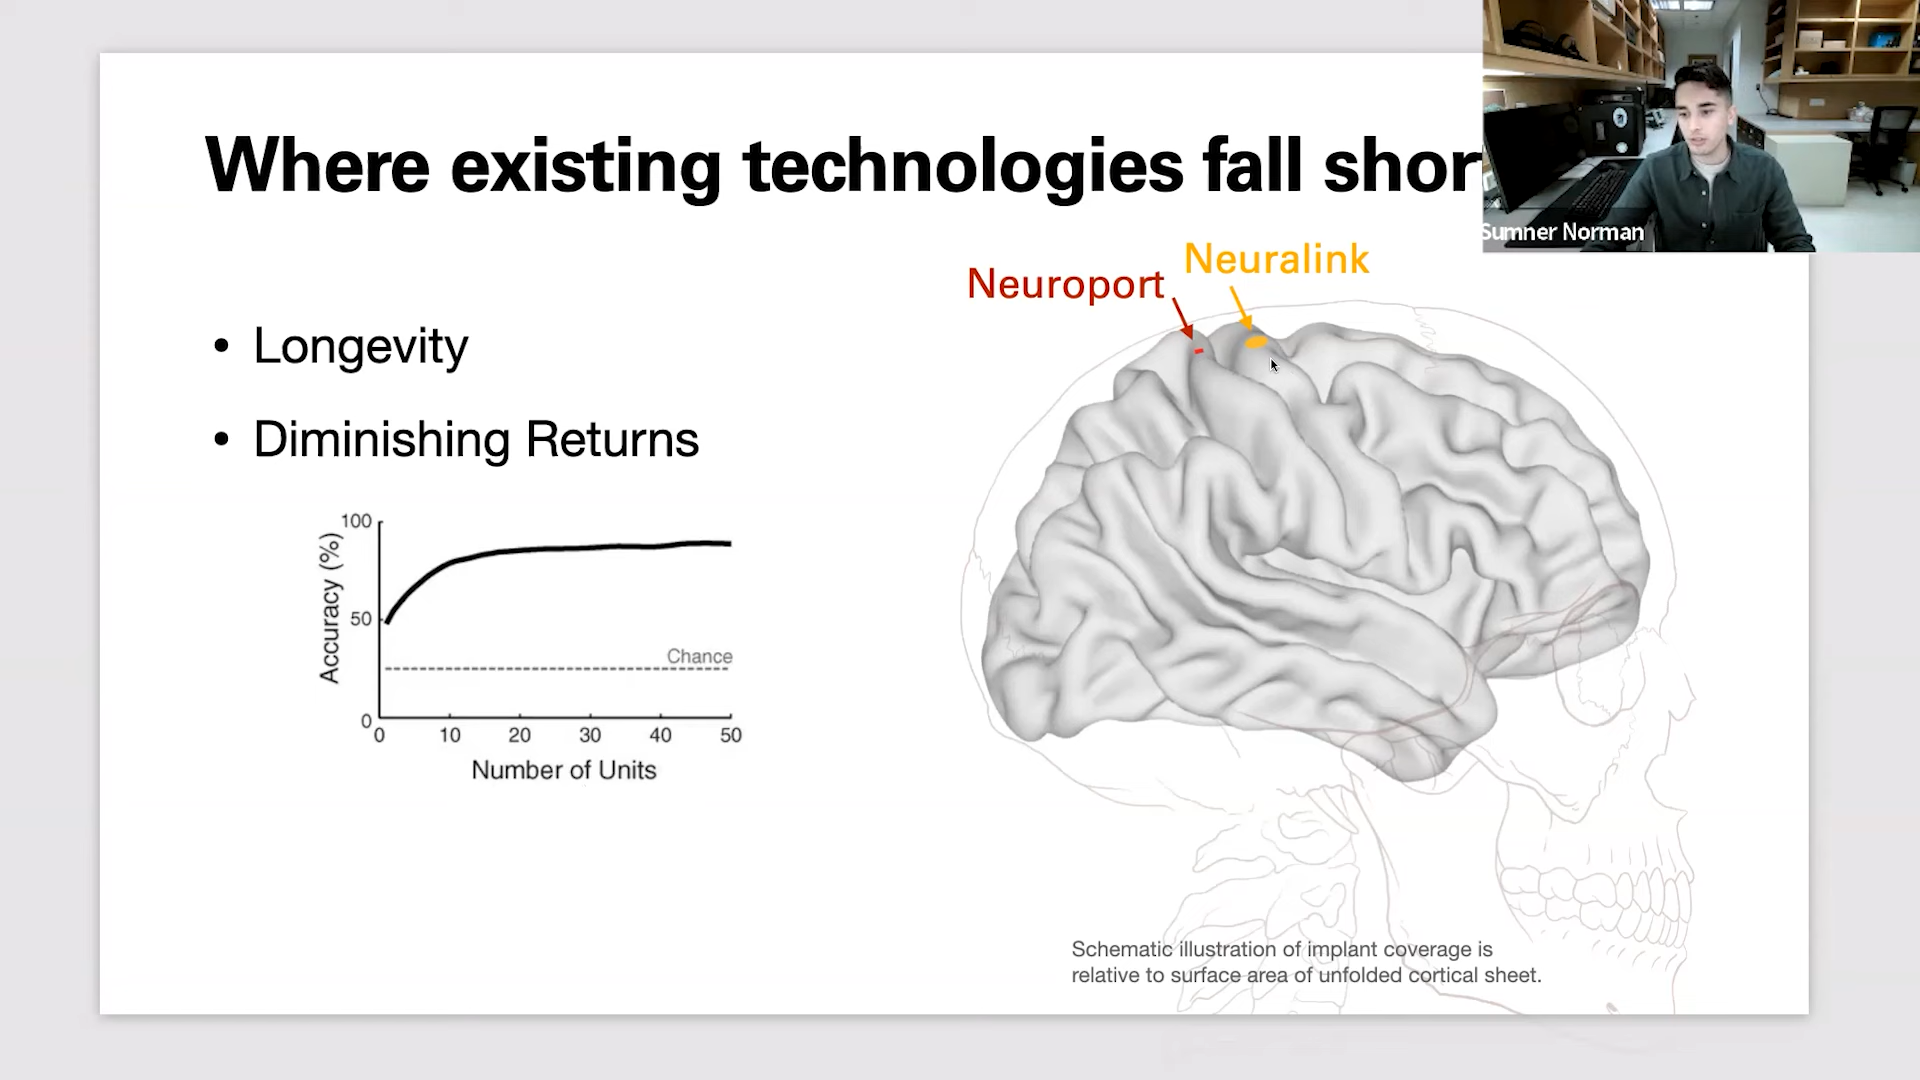 Where existing technologies fall shor
Sumner Norman
Neuralink
Neuroport
• Longevity
• Diminishing Returns
100
50
0
Accuracy (%)
Chance
0 10 20 30 40 50
Number of Units
Schematic illustration of implant coverage is
relative to surface area of unfolded cortical sheet.